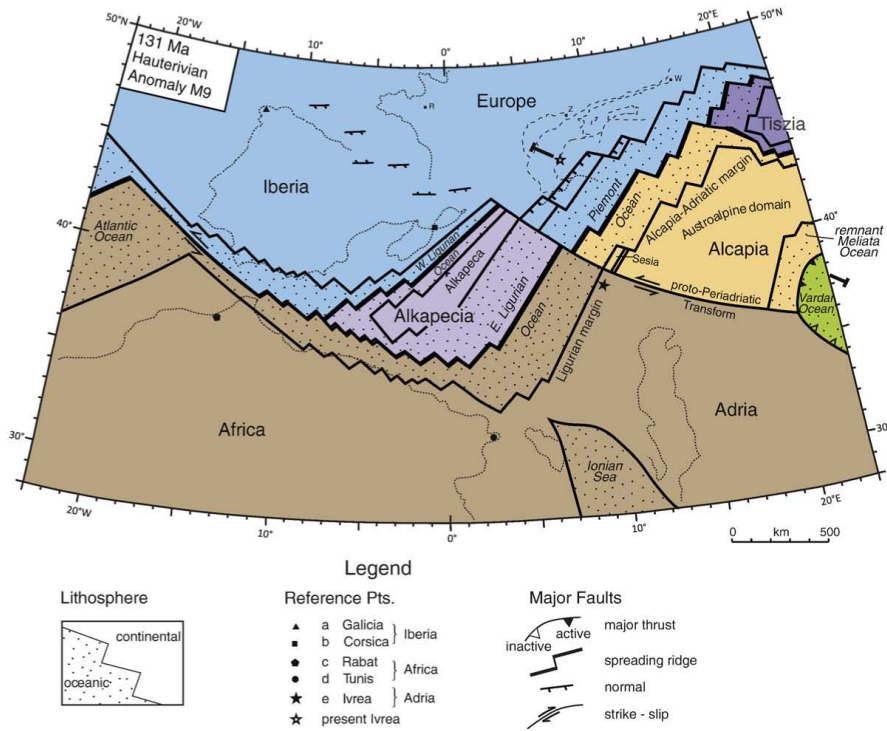 50°N
20°W
10°
0°
10°
20°E
50°N
131 Ma
Hauterivian
Anomaly M9
R
Europe
Z
W
Tiszia
Iberia
Piemont
Ocean
Alcapia-Adriatic margin
Austroalpine domain
40°
Atlantic
Ocean
W. Ligurian
Ocean
Alkapeca
Alcapia
40°
remnant
Meliata
Ocean
Sesia
Alkapecia
E. Ligurian
Ocean
Ligurian margin
proto-Periadriatic
Transform
Vardar
Ocean
Africa
Adria
30°
30°
Ionian
Sea
20°W
10°
0°
10°
20°E
0 km 500
Legend
Lithosphere
continental
oceanic
Reference Pts.
a Galicia
b Corsica
Iberia
c Rabat
d Tunis
Africa
e Ivrea
Adria
present Ivrea
Major Faults
inactive
active
major thrust
spreading ridge
normal
strike - slip